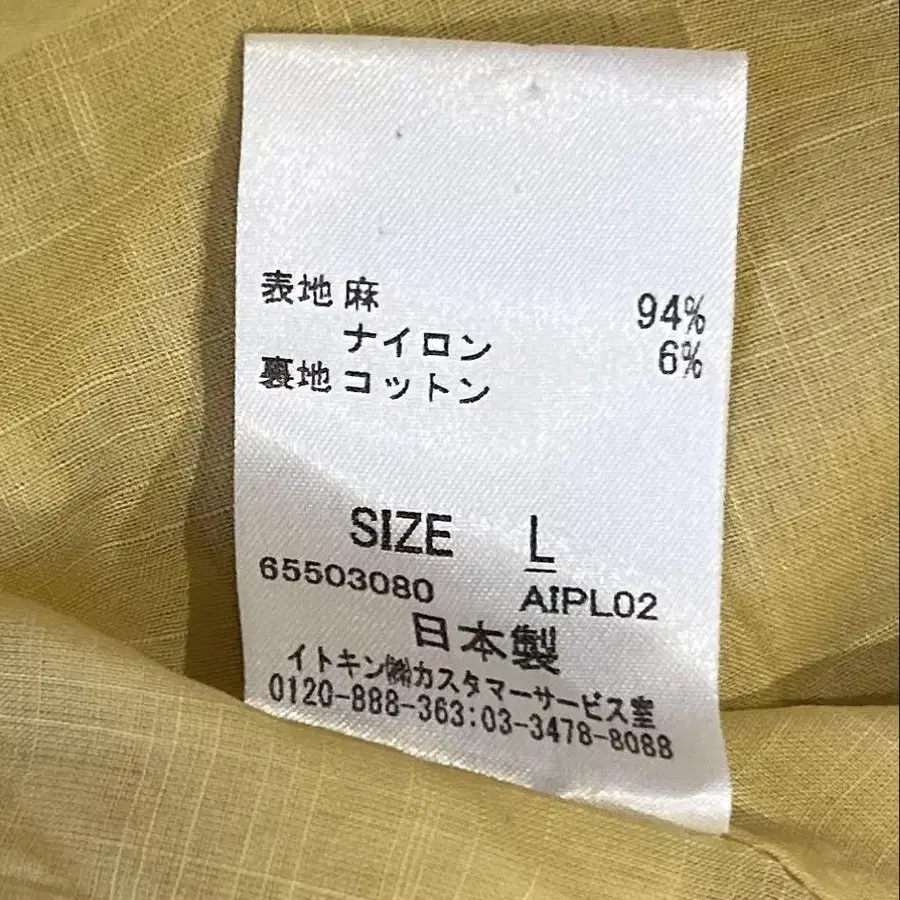 表地 麻 94%
ナイロン 6%
裏地 コットン
SIZE L
65503080 AIPL02
日本製
イトキン㈱カスタマーサービス室
0120-888-363:03-3478-8088